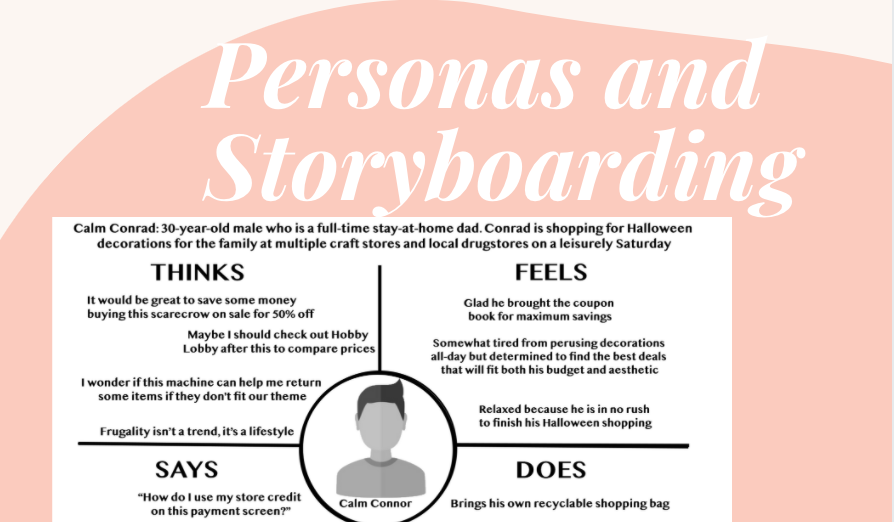 Personas and
Storyboarding
Calm Conrad: 30-year-old male who is a full-time stay-at-home dad. Conrad is shopping for Halloween
decorations for the family at multiple craft stores and local drugstores on a leisurely Saturday
THINKS
It would be great to save some money
buying this scarecrow on sale for 50% off
Maybe I should check out Hobby
Lobby after this to compare prices
I wonder if this machine can help me return
some items if they don't fit our theme
Frugality isn't a trend, it's a lifestyle
FEELS
Glad he brought the coupon
book for maximum savings
Somewhat tired from perusing decorations
all-day but determined to find the best deals
that will fit both his budget and aesthetic
Relaxed because he is in no rush
to finish his Halloween shopping
Calm Connor
SAYS
"How do I use my store credit
on this payment screen?"
DOES
Brings his own recyclable shopping bag